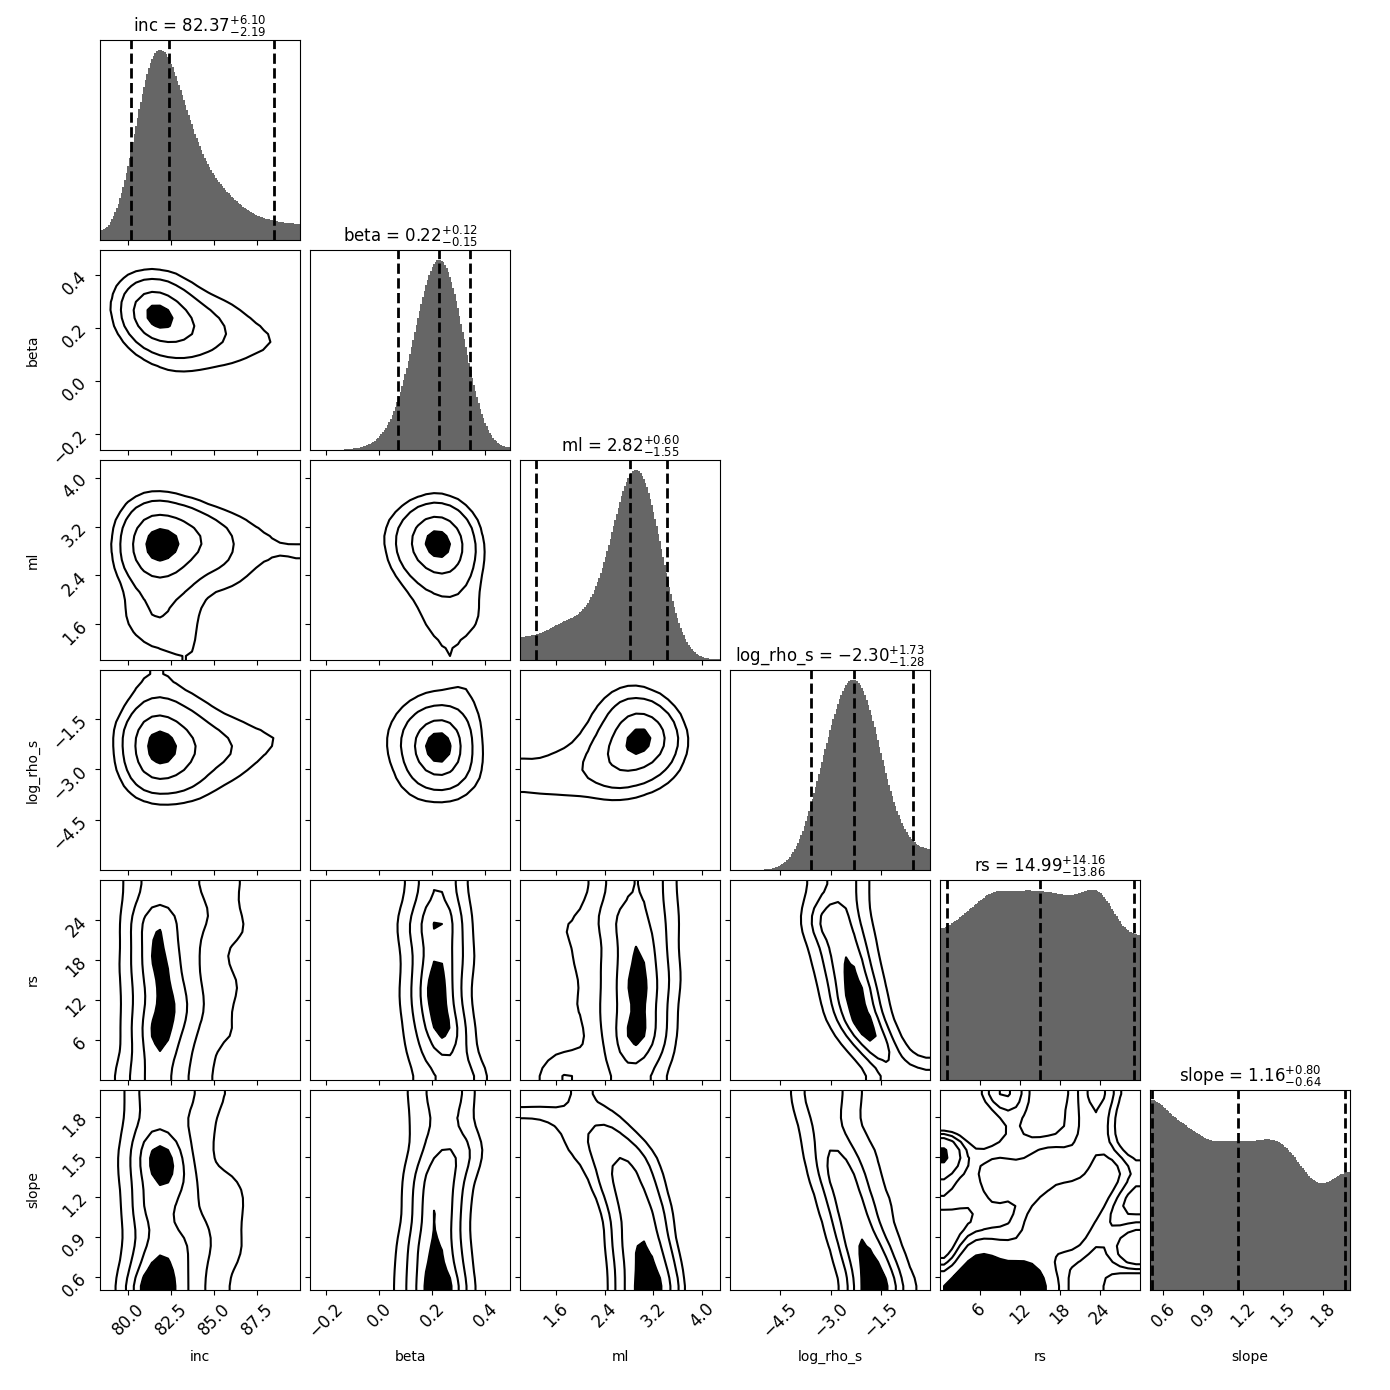 inc = 82.37+6.10−2.19
beta = 0.22+0.12−0.15
0.4
0.2
0.0
−0.2
beta
ml = 2.82+0.60−1.55
4.0
3.2
2.4
1.6
ml
log_rho_s = −2.30+1.73−1.28
−1.5
−3.0
−4.5
log_rho_s
rs = 14.99+14.16−13.86
24
18
12
6
rs
slope = 1.16+0.80−0.64
1.8
1.5
1.2
0.9
0.6
slope
80.0 82.5 85.0 87.5 −0.2 0.0 0.2 0.4 1.6 2.4 3.2 4.0 −4.5 −3.0 −1.5 6 12 18 24 0.6 0.9 1.2 1.5 1.8
inc beta ml log_rho_s rs slope